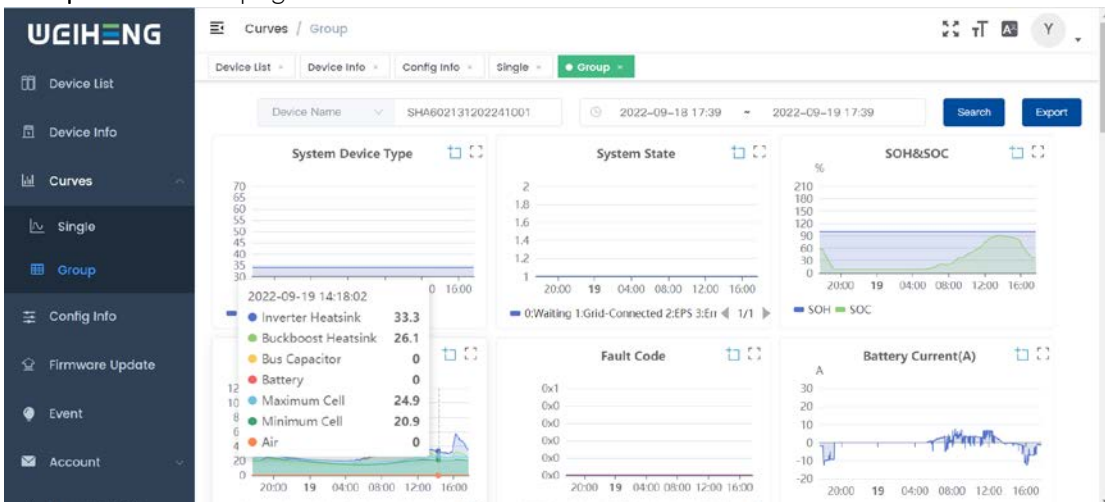 WEIHENG
Device List
Device Info
Curves
Single
Group
Config Info
Firmware Update
Event
Account
Curves / Group
Y
Device List
Device Info
Config Info
Single
Group
Device Name
SHA602131202241001
2022-09-18 17:39 ~ 2022-09-19 17:39
Search
Export
System Device Type
70
65
60
55
50
45
40
35
30
0 16:00
System State
2
1.8
1.6
1.4
1.2
1
20:00 19 04:00 08:00 12:00 16:00
0:Waiting 1:Grid-Connected 2:EPS 3:Err 1/1
SOH&SOC
%
210
180
150
120
90
60
30
0
20:00 19 04:00 08:00 12:00 16:00
SOH SOC
2022-09-19 14:18:02
Inverter Heatsink 33.3
Buckboost Heatsink 26.1
Bus Capacitor 0
Battery 0
Maximum Cell 24.9
Minimum Cell 20.9
Air 0
12
10
8
6
4
20
0
20:00 19 04:00 08:00 12:00 16:00
Fault Code
0x1
0x0
0x0
0x0
0x0
0x0
20:00 19 04:00 08:00 12:00 16:00
Battery Current(A)
A
30
20
10
0
-10
-20
20:00 19 04:00 08:00 12:00 16:00